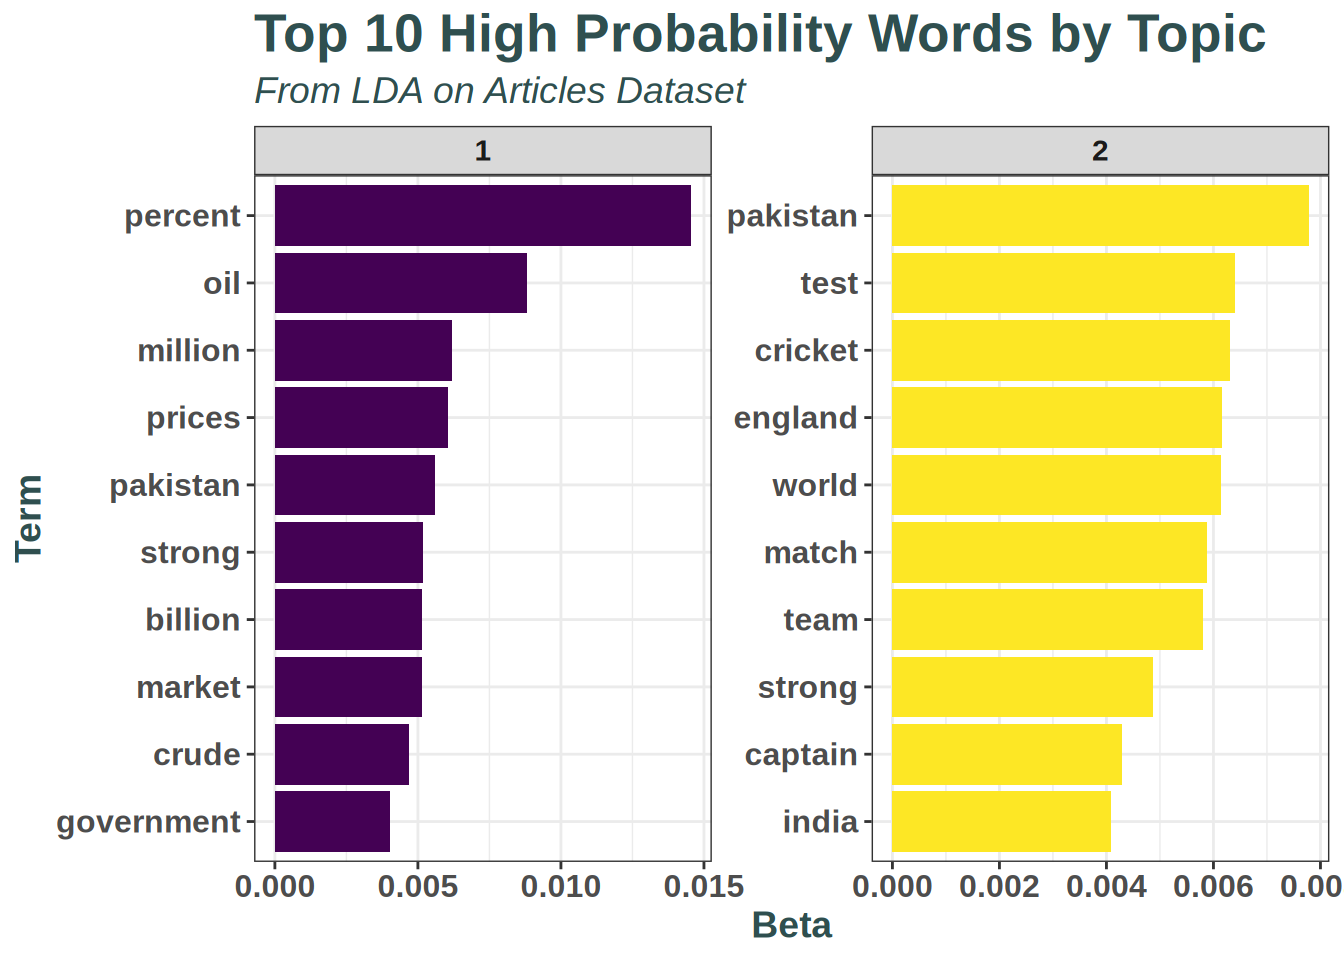 Top 10 High Probability Words by Topic
From LDA on Articles Dataset
1
2
percent
oil
million
prices
pakistan
strong
billion
market
crude
government
pakistan
test
cricket
england
world
match
team
strong
captain
india
Term
0.000 0.005 0.010 0.015
0.000 0.002 0.004 0.006 0.00
Beta